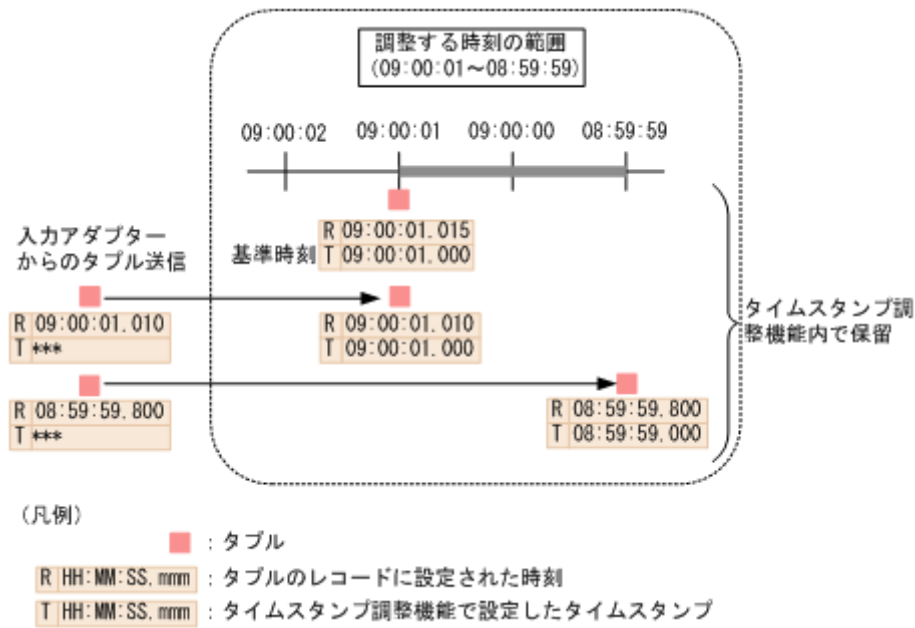 調整する時刻の範囲
(09:00:01～08:59:59)
09:00:02 09:00:01 09:00:00 08:59:59
R 09:00:01.015
T 09:00:01.000
基準時刻
入力アダプター
からのタプル送信
R 09:00:01.010
T ***
R 09:00:01.010
T 09:00:01.000
R 08:59:59.800
T ***
R 08:59:59.800
T 08:59:59.000
タイムスタンプ調
整機能内で保留
(凡例)
：タプル
R HH:MM:SS.mmm ：タプルのレコードに設定された時刻
T HH:MM:SS.mmm ：タイムスタンプ調整機能で設定したタイムスタンプ